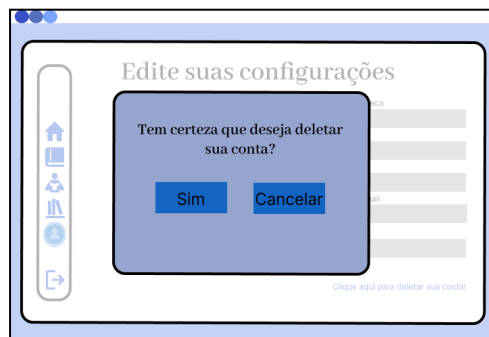 Edite suas configurações
Tem certeza que deseja deletar
sua conta?
Sim
Cancelar
Clique aqui para deletar sua conta!